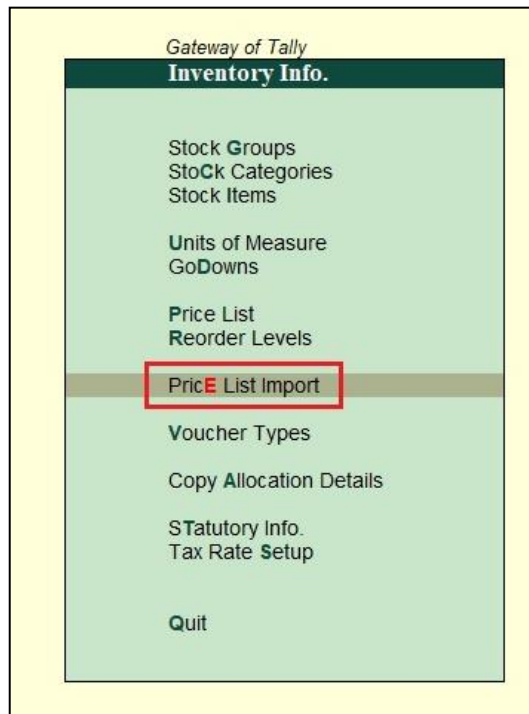 Gateway of Tally
Inventory Info.
Stock Groups
StoCk Categories
Stock Items
Units of Measure
GoDowns
Price List
Reorder Levels
PricE List Import
Voucher Types
Copy Allocation Details
STatutory Info.
Tax Rate Setup
Quit